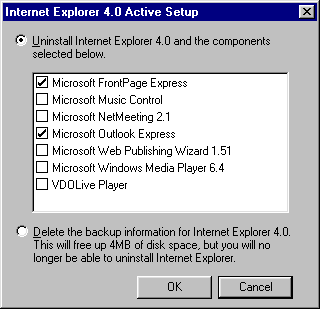 Internet Explorer 4.0 Active Setup
Uninstall Internet Explorer 4.0 and the components
selected below.
Microsoft FrontPage Express
Microsoft Music Control
Microsoft NetMeeting 2.1
Microsoft Outlook Express
Microsoft Web Publishing Wizard 1.51
Microsoft Windows Media Player 6.4
VDOLive Player
Delete the backup information for Internet Explorer 4.0.
This will free up 4MB of disk space, but you will no
longer be able to uninstall Internet Explorer.
OK
Cancel